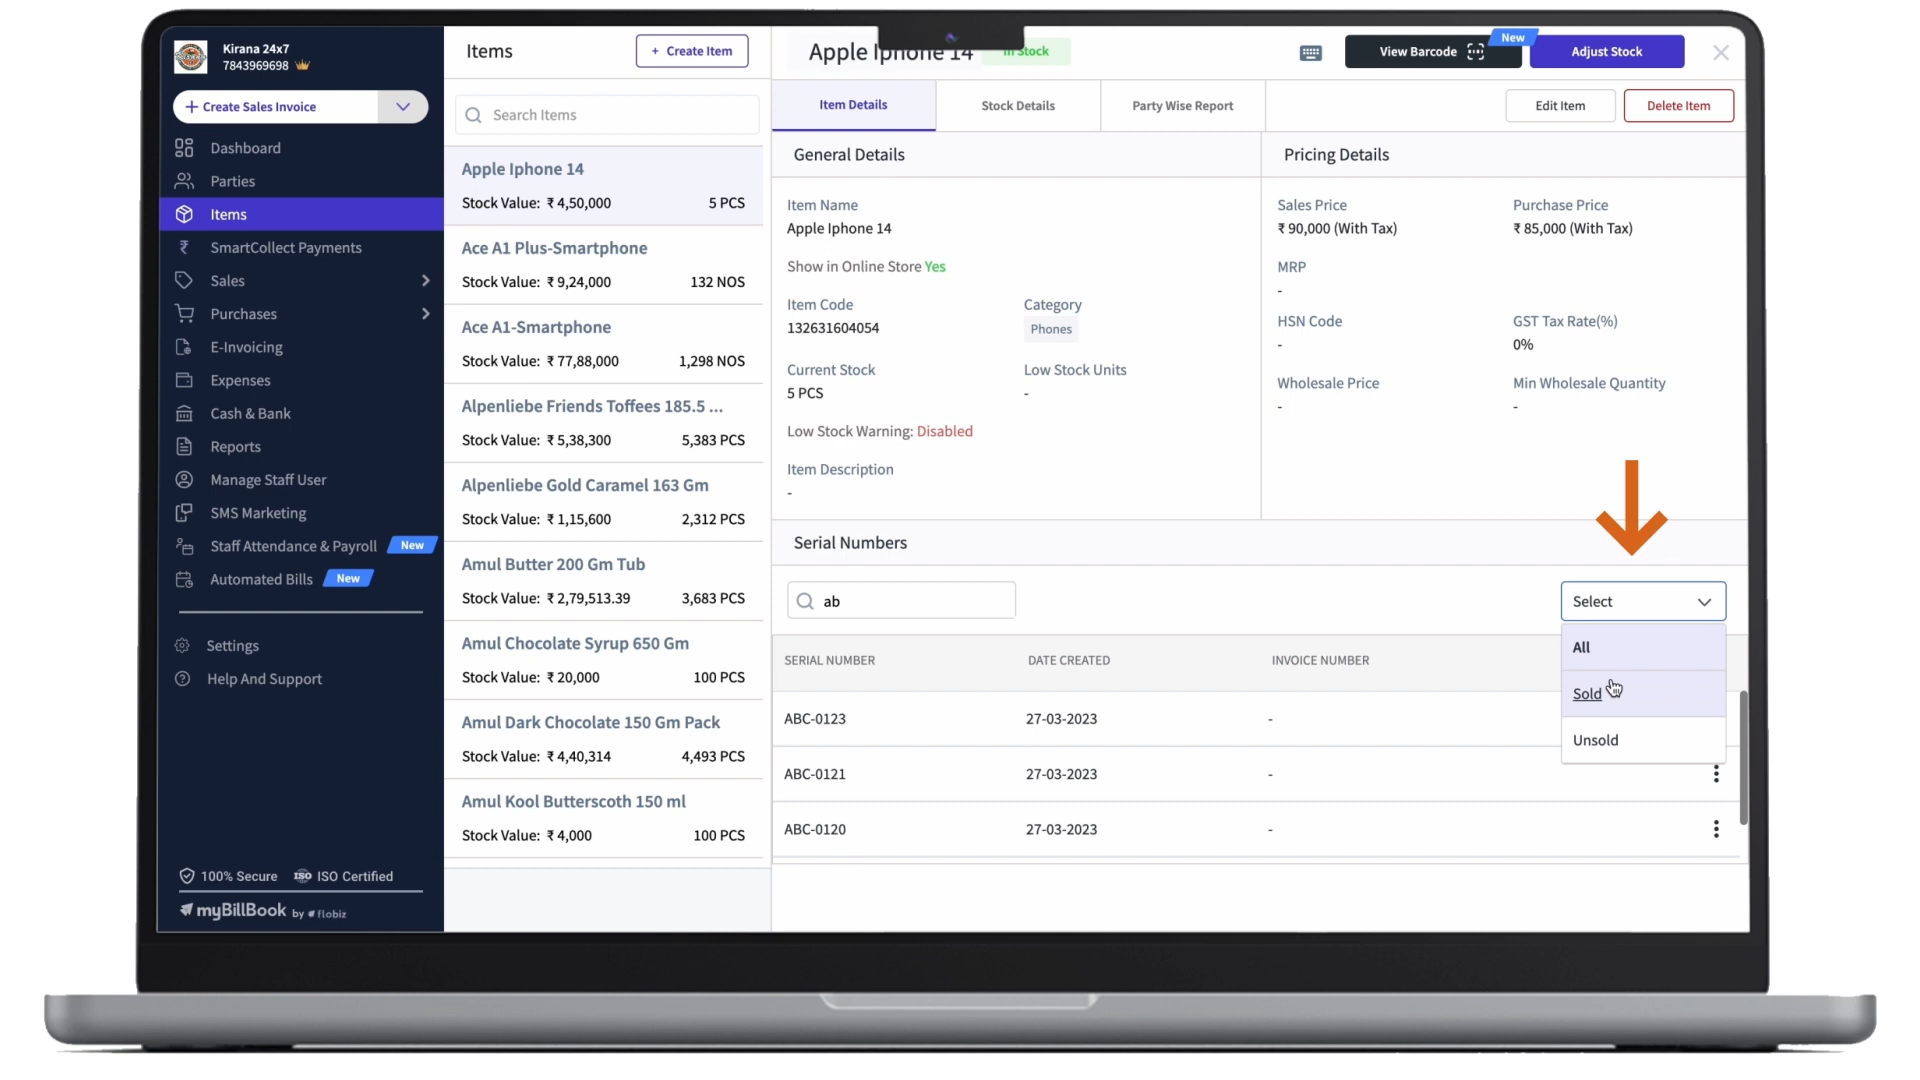 Kirana 24x7
7843969698
+ Create Sales Invoice
Dashboard
Parties
Items
SmartCollect Payments
Sales
Purchases
E-Invoicing
Expenses
Cash & Bank
Reports
Manage Staff User
SMS Marketing
Staff Attendance & Payroll New
Automated Bills New
Settings
Help And Support
100% Secure ISO ISO Certified
myBillBook by flobiz
Items
+ Create Item
Search Items
Apple Iphone 14
Stock Value: ₹ 4,50,000 5 PCS
Ace A1 Plus-Smartphone
Stock Value: ₹ 9,24,000 132 NOS
Ace A1-Smartphone
Stock Value: ₹ 77,88,000 1,298 NOS
Alpenliebe Friends Toffees 185.5 ...
Stock Value: ₹ 5,38,300 5,383 PCS
Alpenliebe Gold Caramel 163 Gm
Stock Value: ₹ 1,15,600 2,312 PCS
Amul Butter 200 Gm Tub
Stock Value: ₹ 2,79,513.39 3,683 PCS
Amul Chocolate Syrup 650 Gm
Stock Value: ₹ 20,000 100 PCS
Amul Dark Chocolate 150 Gm Pack
Stock Value: ₹ 4,40,314 4,493 PCS
Amul Kool Butterscoth 150 ml
Stock Value: ₹ 4,000 100 PCS
Apple Iphone 14 In Stock
View Barcode New Adjust Stock
Item Details Stock Details Party Wise Report Edit Item Delete Item
General Details
Item Name
Apple Iphone 14
Show in Online Store Yes
Item Code Category
132631604054 Phones
Current Stock Low Stock Units
5 PCS -
Low Stock Warning: Disabled
Item Description
-
Pricing Details
Sales Price Purchase Price
₹ 90,000 (With Tax) ₹ 85,000 (With Tax)
MRP
-
HSN Code GST Tax Rate(%)
- 0%
Wholesale Price Min Wholesale Quantity
- -
Serial Numbers
ab Select
All
Sold
Unsold
SERIAL NUMBER DATE CREATED INVOICE NUMBER
ABC-0123 27-03-2023 -
ABC-0121 27-03-2023 -
ABC-0120 27-03-2023 -